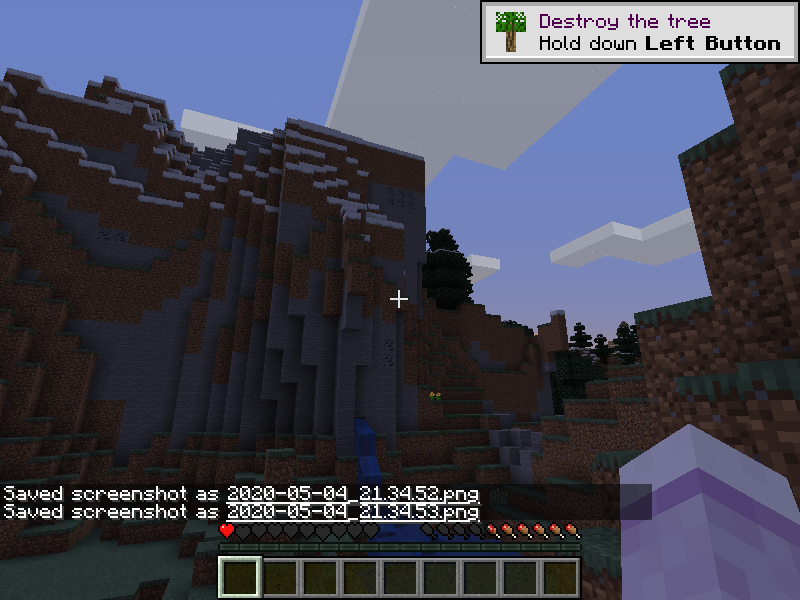 Destroy the tree
Hold down Left Button
Saved screenshot as 2020-05-04_21.34.52.png
Saved screenshot as 2020-05-04_21.34.53.png